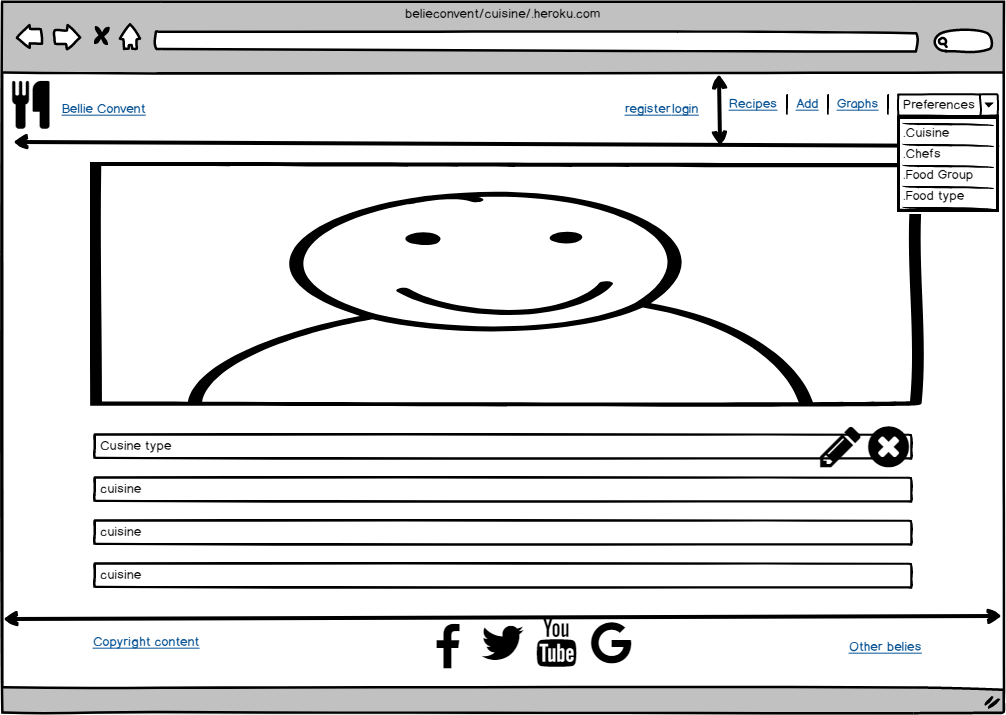 belieconvent/cuisine/.heroku.com
Bellie Convent
register login
Recipes
Add
Graphs
Preferences
.Cuisine
.Chefs
.Food Group
.Food type
Cusine type
cuisine
cuisine
cuisine
Copyright content
You
Tube
Other belies